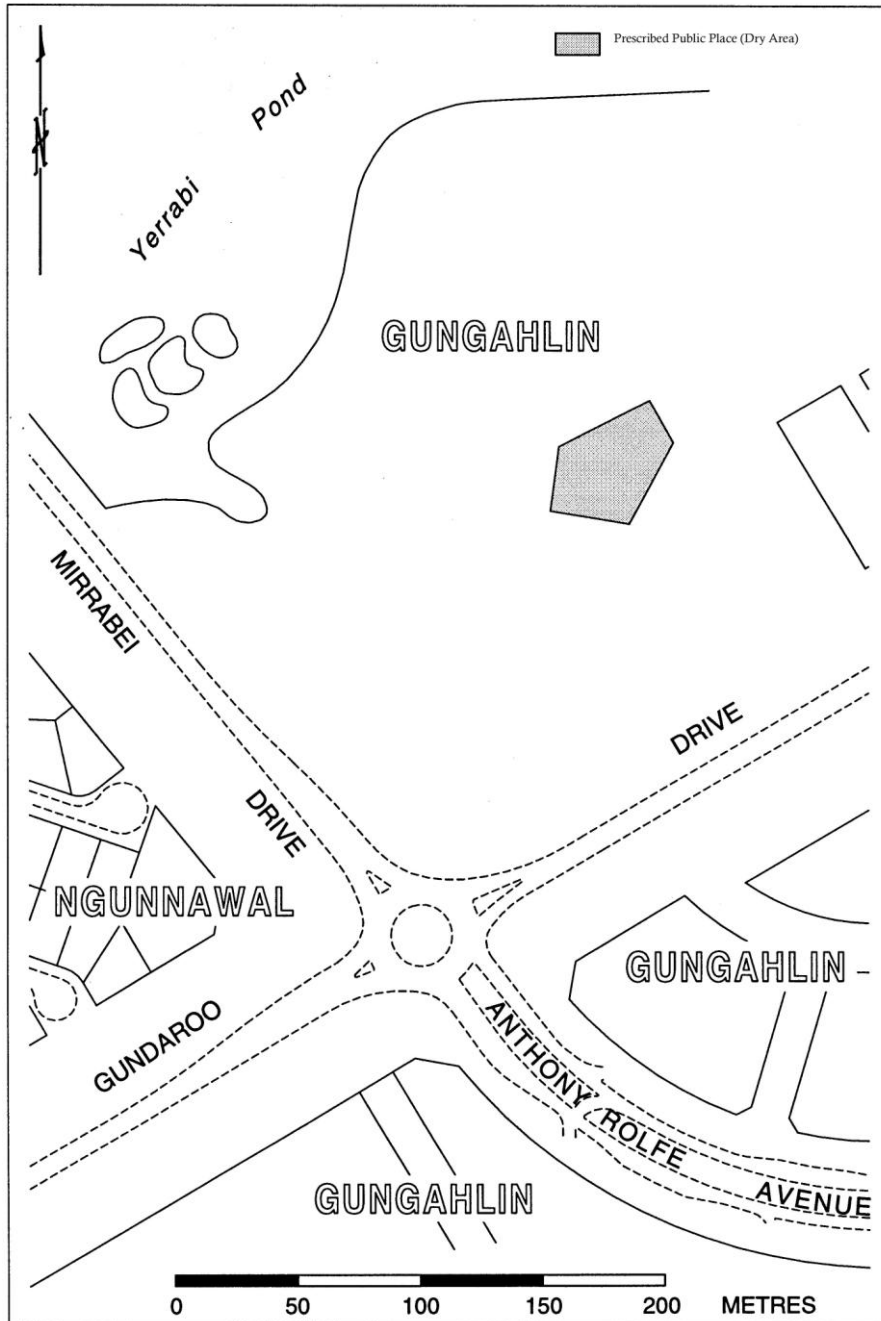 Prescribed Public Place (Dry Area)
N
Yerrabi Pond
GUNGAHLIN
MIRRABEI
DRIVE
DRIVE
NGUNNAWAL
GUNGAHLIN
GUNDAROO
ANTHONY ROLFE AVENUE
GUNGAHLIN
0 50 100 150 200 METRES